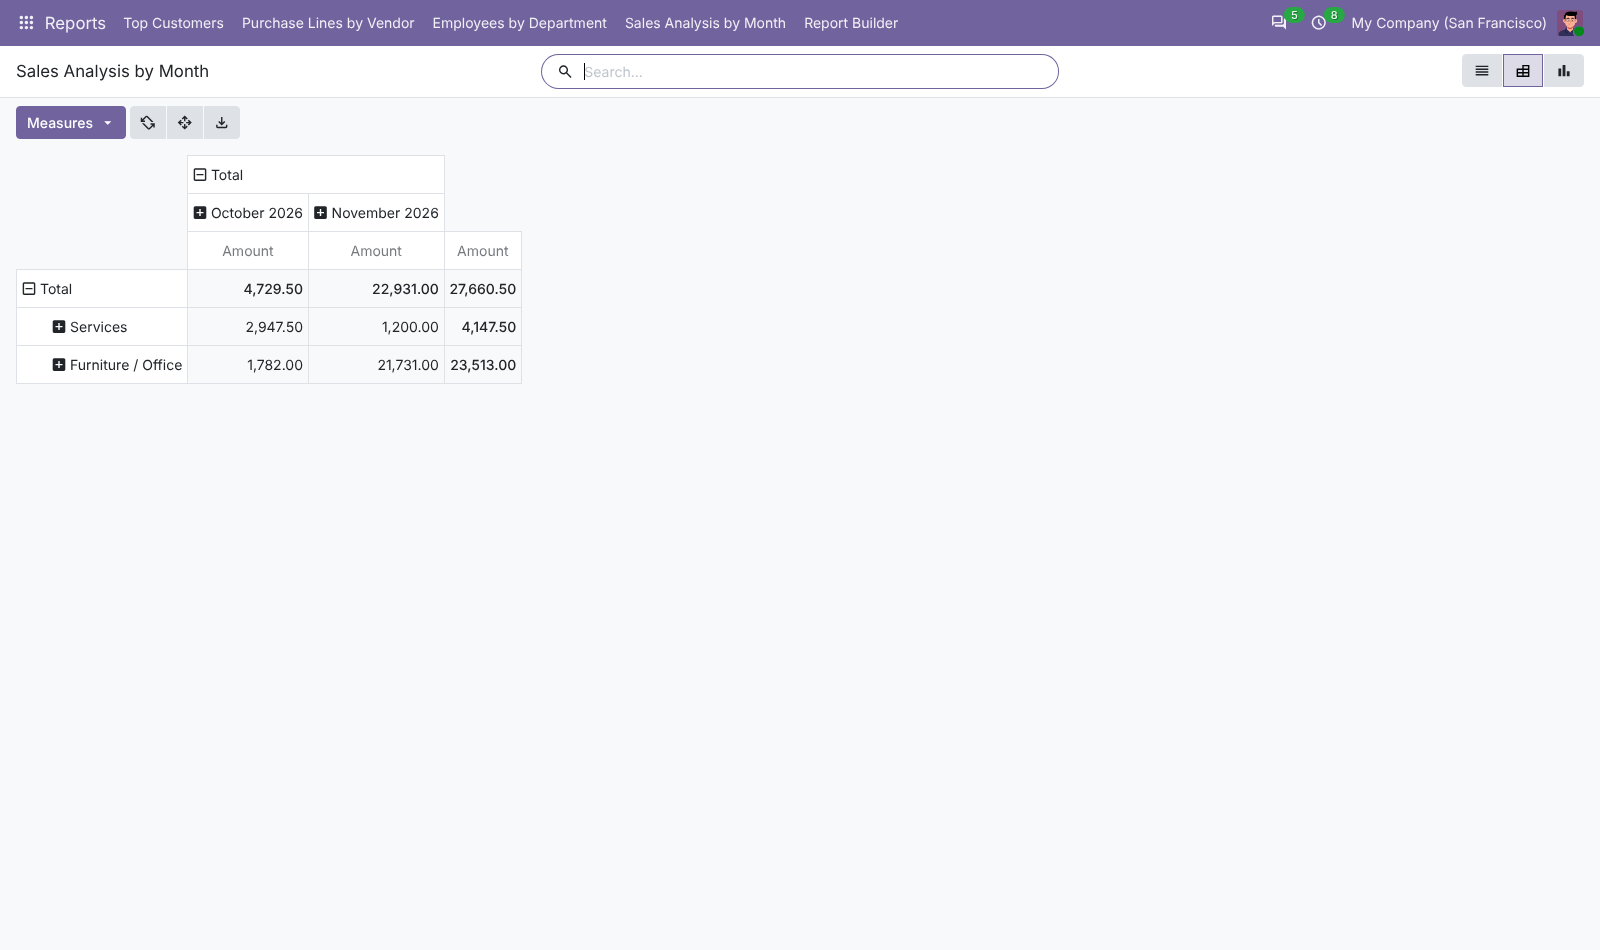 Reports Top Customers Purchase Lines by Vendor Employees by Department Sales Analysis by Month Report Builder 5 8 My Company (San Francisco)
Sales Analysis by Month Search...
Measures
Total
October 2026 November 2026
Amount Amount Amount
Total 4,729.50 22,931.00 27,660.50
Services 2,947.50 1,200.00 4,147.50
Furniture / Office 1,782.00 21,731.00 23,513.00